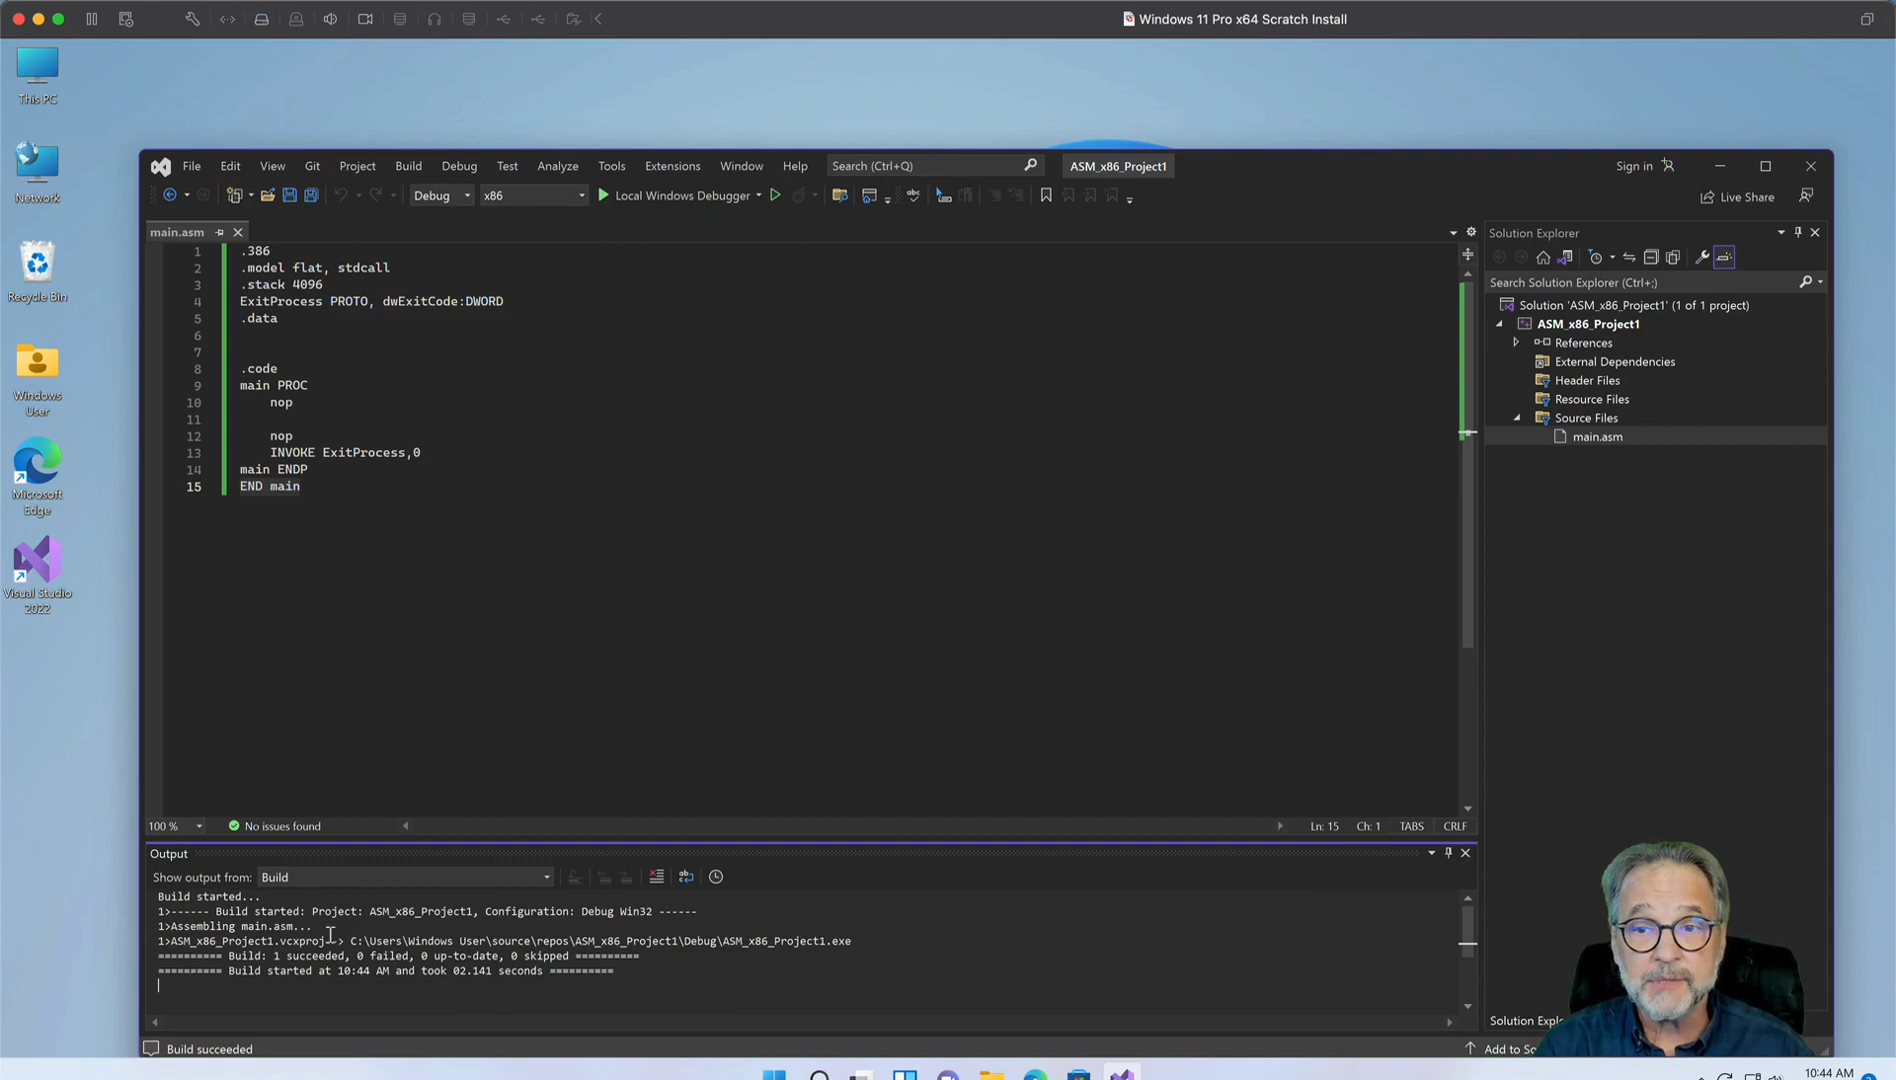 Windows 11 Pro x64 Scratch Install
This PC
Network
Recycle Bin
Windows
User
Microsoft
Edge
Visual Studio
2022
File Edit View Git Project Build Debug Test Analyze Tools Extensions Window Help Search (Ctrl+Q) ASM_x86_Project1 Sign in
Debug x86 Local Windows Debugger Live Share
main.asm
1 .386
2 .model flat, stdcall
3 .stack 4096
4 ExitProcess PROTO, dwExitCode:DWORD
5 .data
6
7
8 .code
9 main PROC
10 nop
11
12 nop
13 INVOKE ExitProcess,0
14 main ENDP
15 END main
Solution Explorer
Search Solution Explorer (Ctrl+;)
Solution 'ASM_x86_Project1' (1 of 1 project)
ASM_x86_Project1
References
External Dependencies
Header Files
Resource Files
Source Files
main.asm
100 % No issues found Ln: 15 Ch: 1 TABS CRLF
Output
Show output from: Build
Build started...
1>------ Build started: Project: ASM_x86_Project1, Configuration: Debug Win32 ------
1>Assembling main.asm...
1>ASM_x86_Project1.vcxproj -> C:\Users\Windows User\source\repos\ASM_x86_Project1\Debug\ASM_x86_Project1.exe
========== Build: 1 succeeded, 0 failed, 0 up-to-date, 0 skipped ==========
========== Build started at 10:44 AM and took 02.141 seconds ==========
Solution Explo
Build succeeded
Add to So
10:44 AM